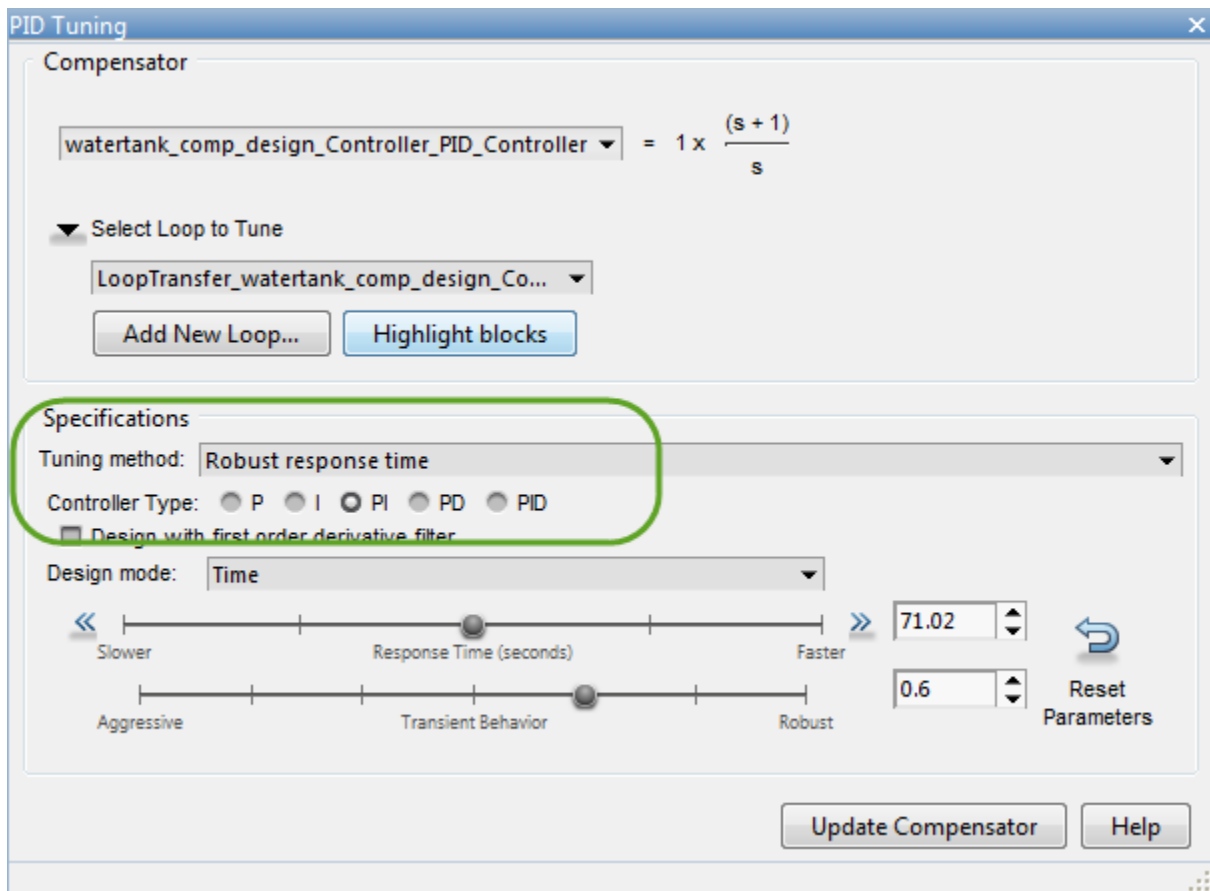 PID Tuning
Compensator
watertank_comp_design_Controller_PID_Controller = 1 x (s + 1)
s
Select Loop to Tune
LoopTransfer_watertank_comp_design_Co...
Add New Loop... Highlight blocks
Specifications
Tuning method: Robust response time
Controller Type: P I PI PD PID
Design with first order derivative filter
Design mode: Time
71.02
Slower Response Time (seconds) Faster
0.6 Reset
Aggressive Transient Behavior Robust Parameters
Update Compensator Help